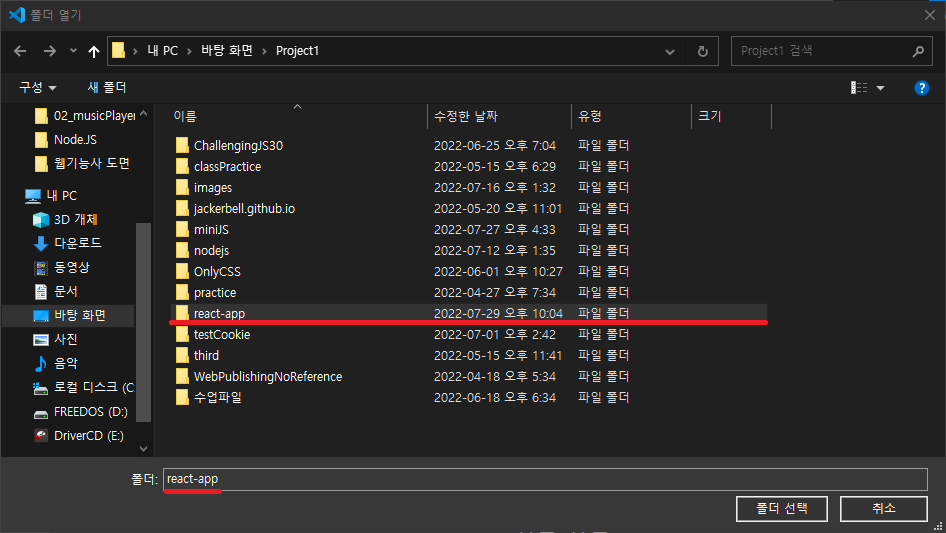 폴더 열기
내 PC > 바탕 화면 > Project1
Project1 검색
구성
새 폴더
02_musicPlayer
Node.JS
웹기능사 도면
내 PC
3D 개체
다운로드
동영상
문서
바탕 화면
사진
음악
로컬 디스크 (C
FREEDOS (D:)
DriverCD (E:)
이름 수정한 날짜 유형 크기
ChallengingJS30 2022-06-25 오후 7:04 파일 폴더
classPractice 2022-05-15 오후 6:29 파일 폴더
images 2022-07-16 오후 1:32 파일 폴더
jackerbell.github.io 2022-05-20 오후 11:01 파일 폴더
miniJS 2022-07-27 오후 4:33 파일 폴더
nodejs 2022-07-12 오후 1:35 파일 폴더
OnlyCSS 2022-06-01 오후 10:27 파일 폴더
practice 2022-04-27 오후 7:34 파일 폴더
react-app 2022-07-29 오후 10:04 파일 폴더
testCookie 2022-07-01 오후 2:42 파일 폴더
third 2022-05-15 오후 11:41 파일 폴더
WebPublishingNoReference 2022-04-18 오후 5:34 파일 폴더
수업파일 2022-06-18 오후 6:34 파일 폴더
폴더: react-app
폴더 선택
취소